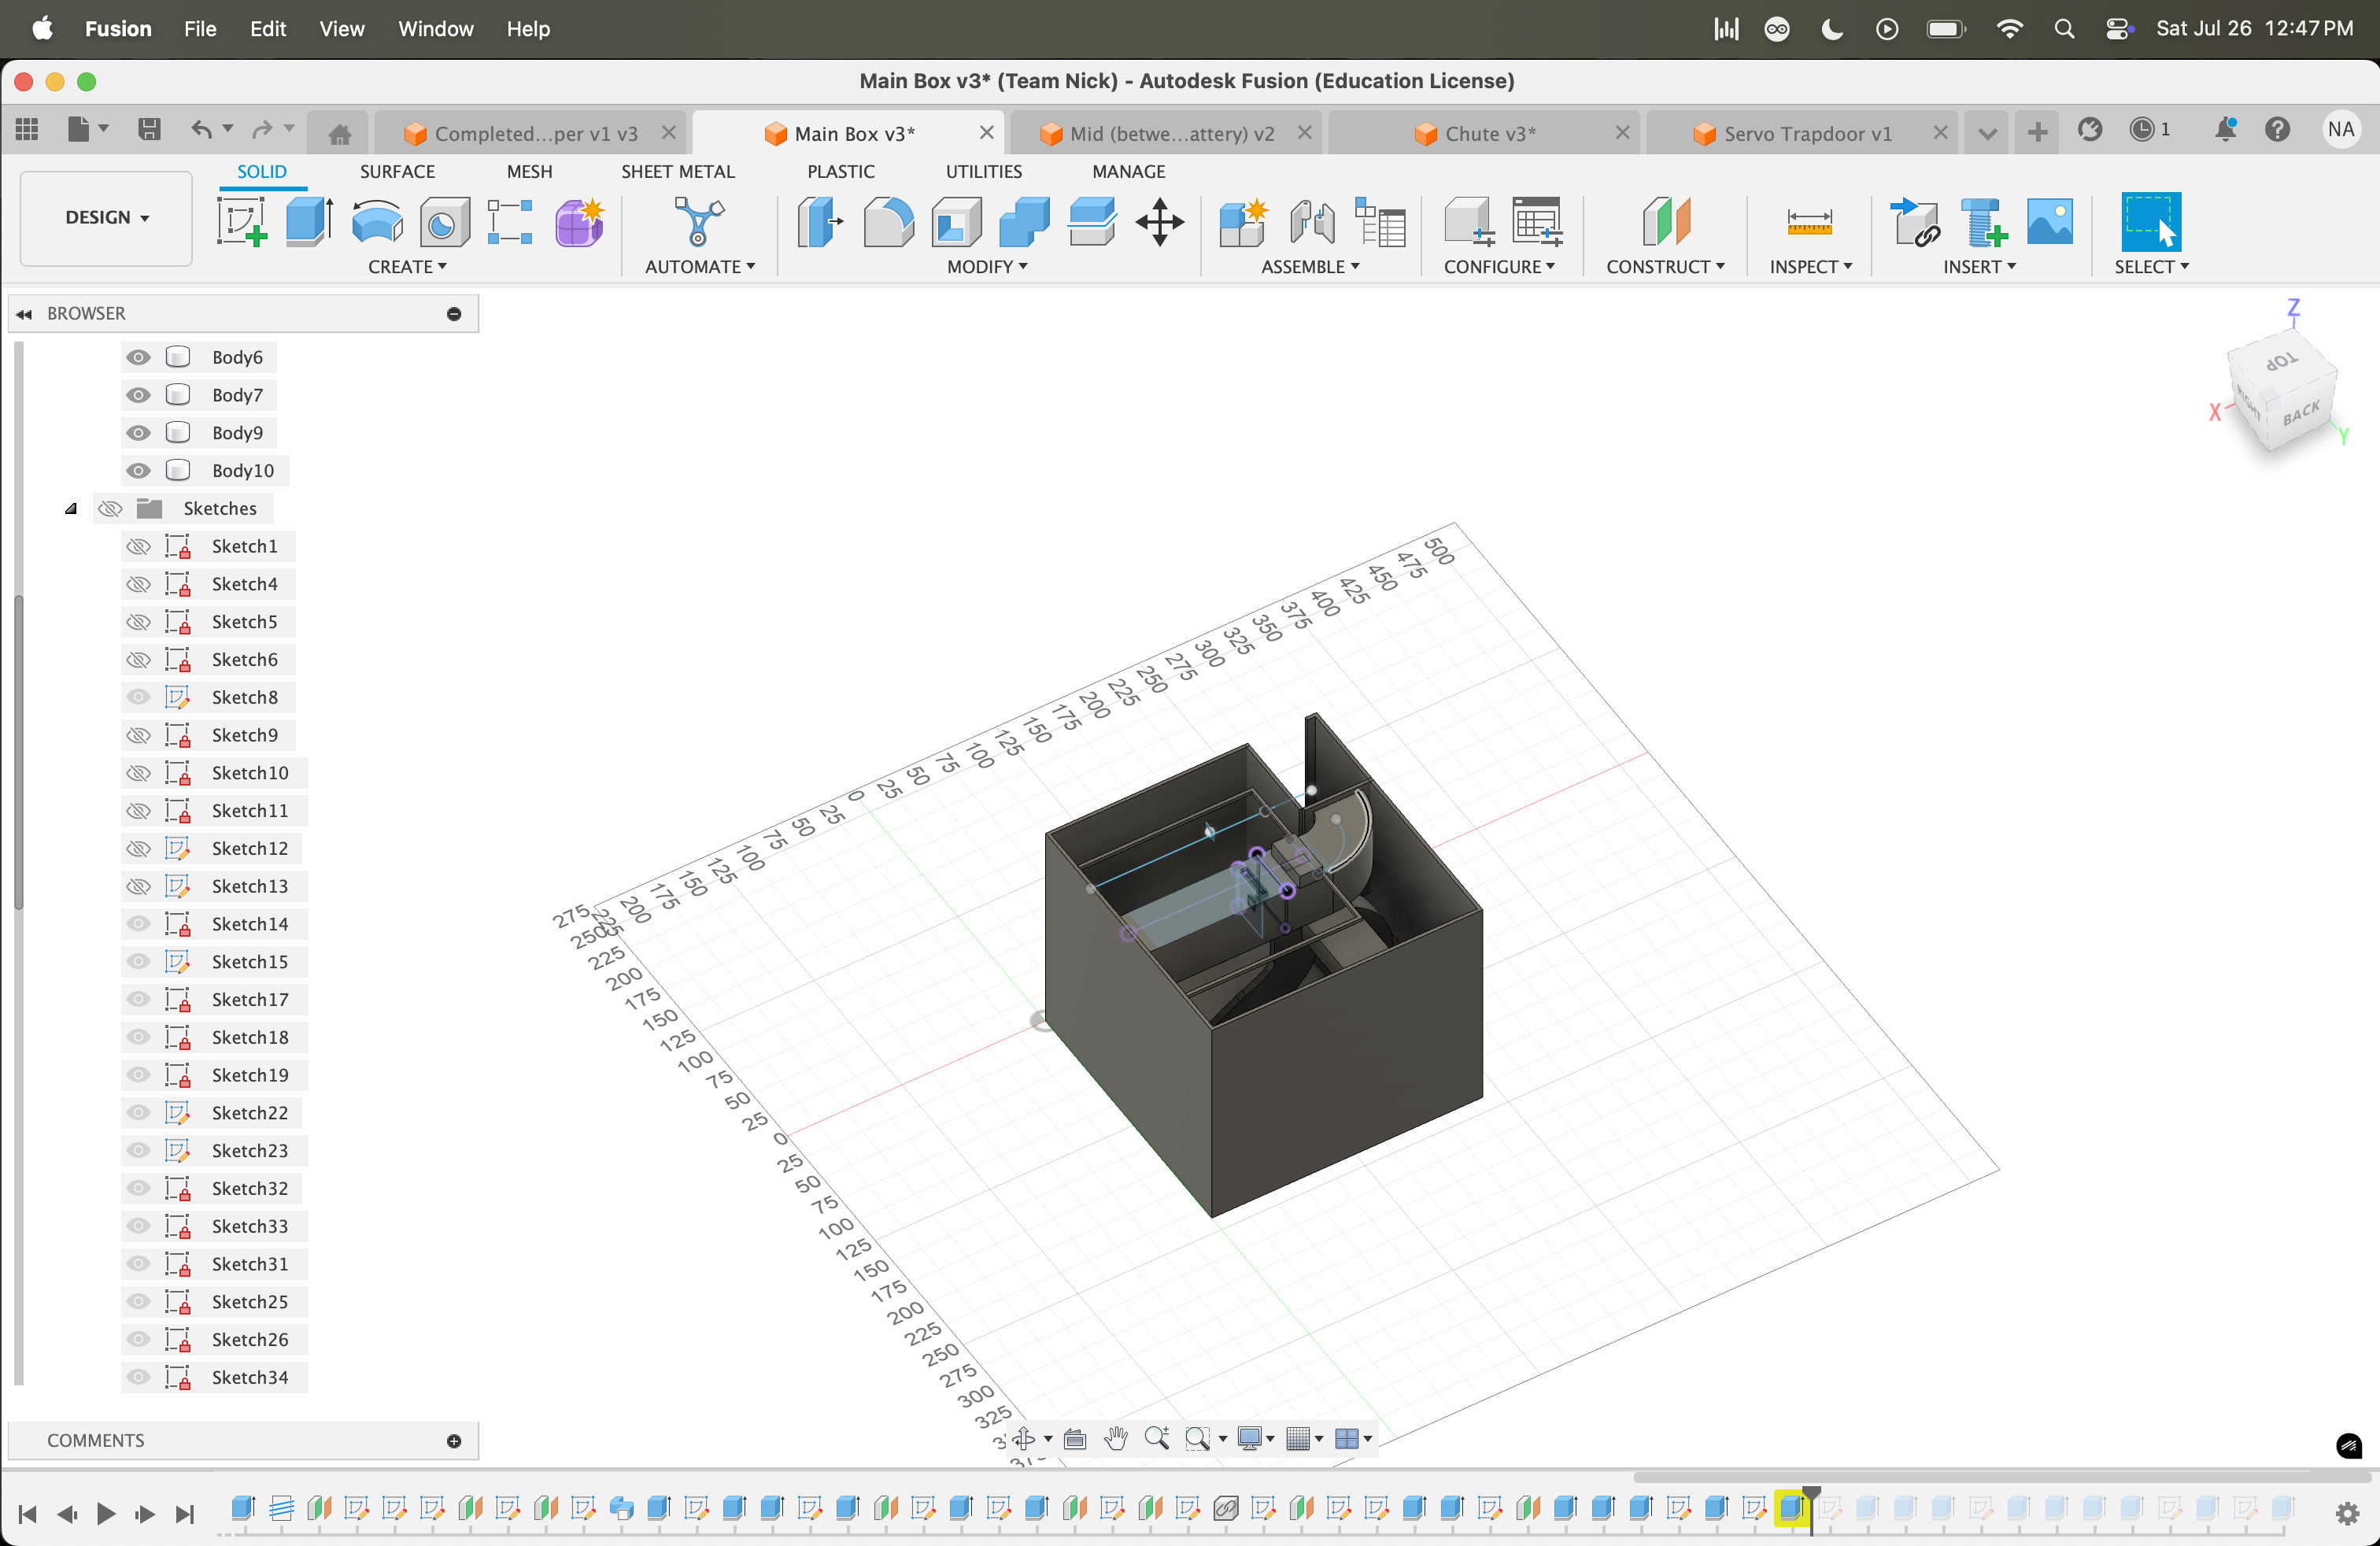 Fusion File Edit View Window Help Sat Jul 26 12:47 PM
Main Box v3* (Team Nick) - Autodesk Fusion (Education License)
Completed...per v1 v3 Main Box v3* Mid (betwe...attery) v2 Chute v3* Servo Trapdoor v1 1 NA
SOLID SURFACE MESH SHEET METAL PLASTIC UTILITIES MANAGE
DESIGN
CREATE AUTOMATE MODIFY ASSEMBLE CONFIGURE CONSTRUCT INSPECT INSERT SELECT
BROWSER
Body6
Body7
Body9
Body10
Sketches
Sketch1
Sketch4
Sketch5
Sketch6
Sketch8
Sketch9
Sketch10
Sketch11
Sketch12
Sketch13
Sketch14
Sketch15
Sketch17
Sketch18
Sketch19
Sketch22
Sketch23
Sketch32
Sketch33
Sketch31
Sketch25
Sketch26
Sketch34
COMMENTS
Z
TOP
RIGHT
BACK
X
Y
500
475
450
425
400
375
350
325
300
275
250
225
200
175
150
125
100
75
50
25
0
25
50
75
100
125
150
175
200
225
250
275
225
200
175
150
125
100
75
50
25
0
25
50
75
100
125
150
175
200
225
250
275
300
325
375